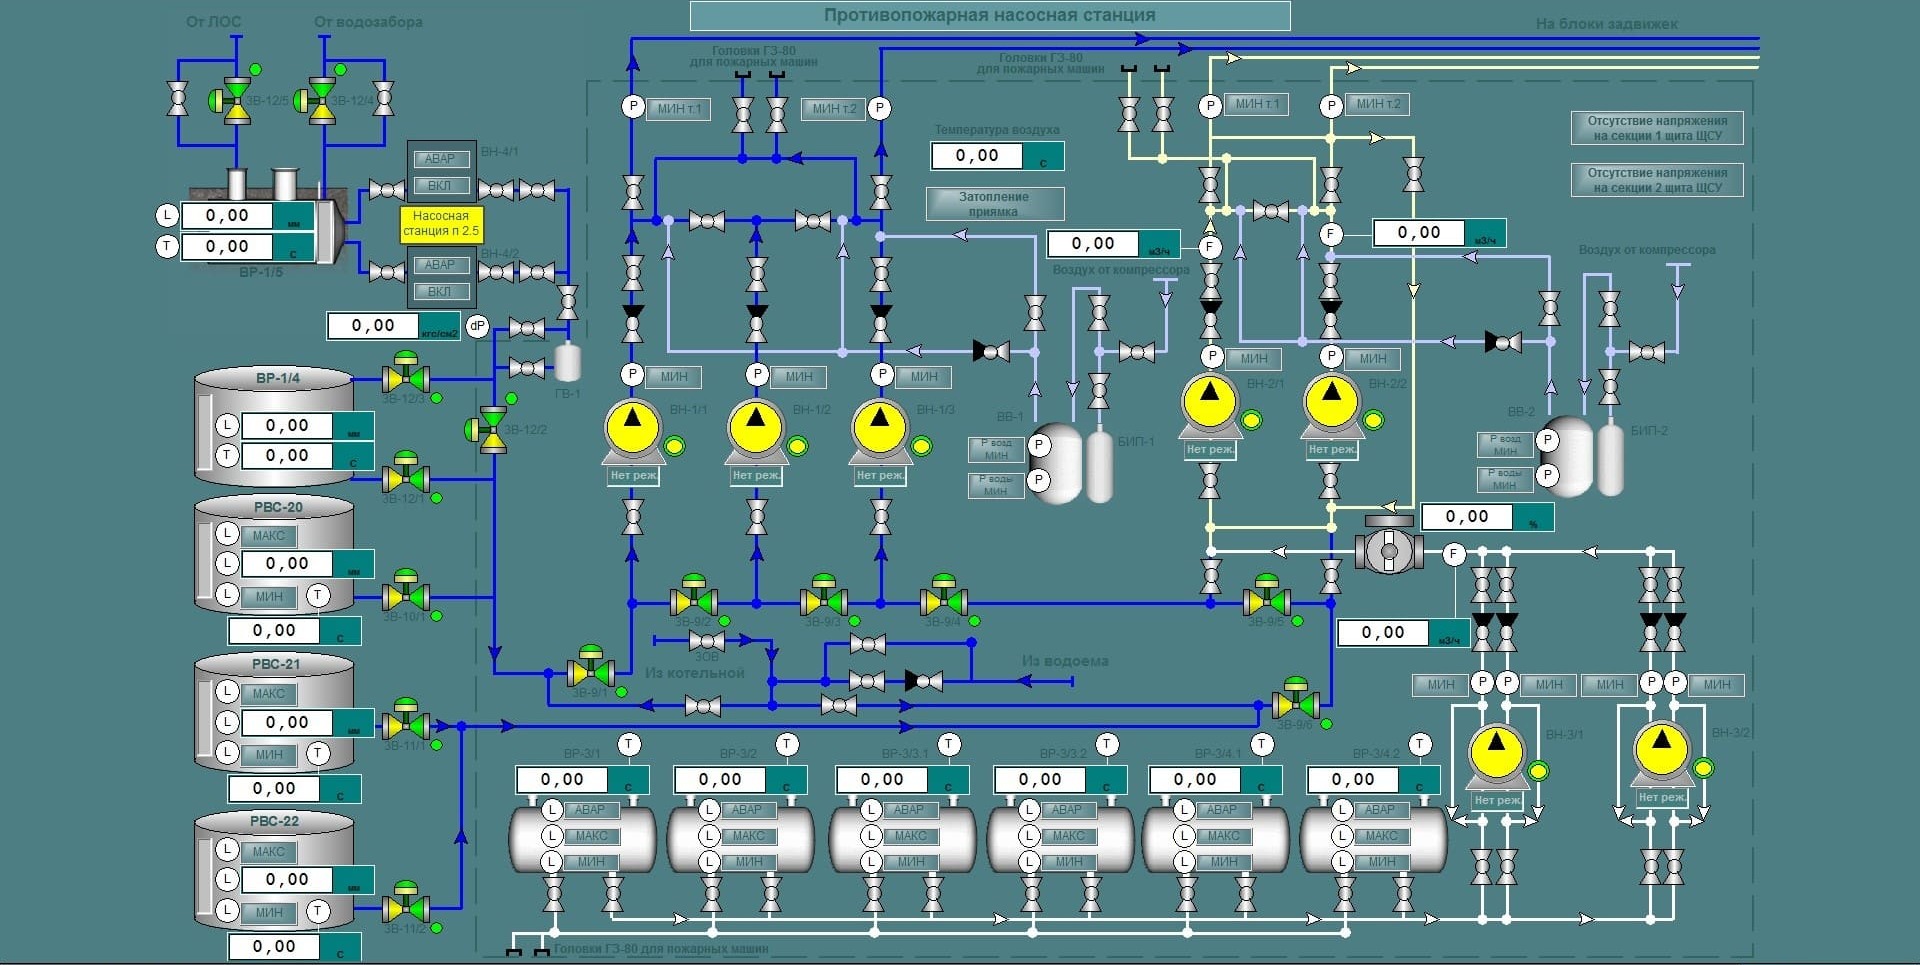 Противопожарная насосная станция
От ЛОС
От водозабора
На блоки задвижек
Головки ГЗ-80
для пожарных машин
Головки ГЗ-80
для пожарных машин
ЗВ-12/5
ЗВ-12/4
P
МИН т.1
МИН т.2
P
P
МИН т.1
P
МИН т.2
Отсутствие напряжения
на секции 1 щита ЩСУ
Отсутствие напряжения
на секции 2 щита ЩСУ
Температура воздуха
0,00 С
Затопление
приямка
АВАР
ВКЛ
ВН-4/1
Насосная
станция п 2.5
АВАР
ВКЛ
ВН-4/2
L
0,00 мм
T
0,00 С
ВР-1/5
0,00 кгс/см2
dP
ГВ-1
0,00 м3/ч
F
F
0,00 м3/ч
Воздух от компрессора
Воздух от компрессора
ВР-1/4
L
0,00 мм
T
0,00 С
ЗВ-12/3
ЗВ-12/2
ЗВ-12/1
P
МИН
P
МИН
P
МИН
P
МИН
P
МИН
ВН-1/1
ВН-1/2
ВН-1/3
ВН-2/1
ВН-2/2
Нет реж.
Нет реж.
Нет реж.
Нет реж.
Нет реж.
ВВ-1
P возд
МИН
P
P воды
МИН
P
БИП-1
ВВ-2
P возд
МИН
P
P воды
МИН
P
БИП-2
РВС-20
L
МАКС
L
0,00 мм
L
МИН
T
0,00 С
ЗВ-10/1
0,00 %
F
0,00 м3/ч
ЗВ-9/2
ЗВ-9/3
ЗВ-9/4
ЗВ-9/5
ЗОВ
Из котельной
Из водоема
ЗВ-9/1
ЗВ-9/6
РВС-21
L
МАКС
L
0,00 мм
L
МИН
T
0,00 С
ЗВ-11/1
МИН
P
P
МИН
МИН
P
P
МИН
ВН-3/1
ВН-3/2
Нет реж.
Нет реж.
РВС-22
L
МАКС
L
0,00 мм
L
МИН
T
0,00 С
ЗВ-11/2
ВР-3/1
T
0,00 С
L
АВАР
L
МАКС
L
МИН
ВР-3/2
T
0,00 С
L
АВАР
L
МАКС
L
МИН
ВР-3/3.1
T
0,00 С
L
АВАР
L
МАКС
L
МИН
ВР-3/3.2
T
0,00 С
L
АВАР
L
МАКС
L
МИН
ВР-3/4.1
T
0,00 С
L
АВАР
L
МАКС
L
МИН
ВР-3/4.2
T
0,00 С
L
АВАР
L
МАКС
L
МИН
Головки ГЗ-80 для пожарных машин